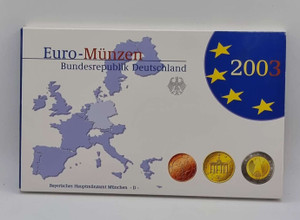 Euro-Münzen
Bundesrepublik Deutschland
2003
Bayerisches Hauptmünzamt München - D -